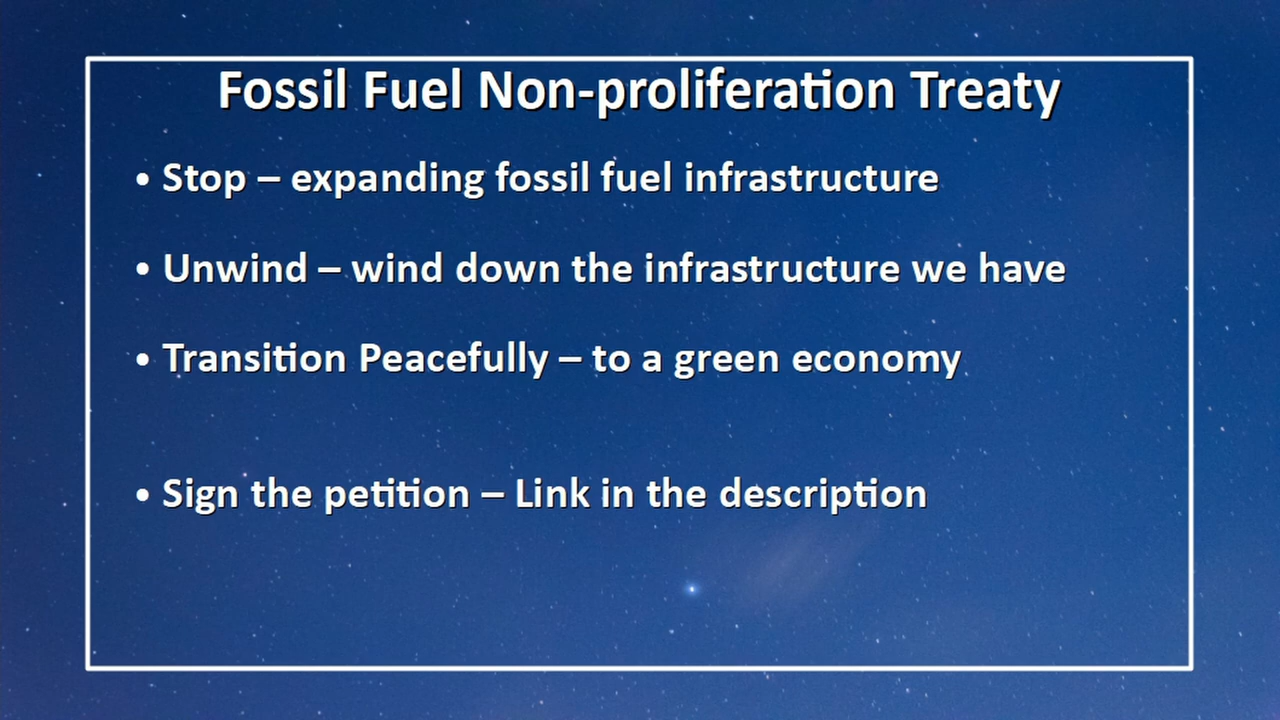 Fossil Fuel Non-proliferation Treaty
• Stop – expanding fossil fuel infrastructure
• Unwind – wind down the infrastructure we have
• Transition Peacefully – to a green economy
• Sign the petition – Link in the description